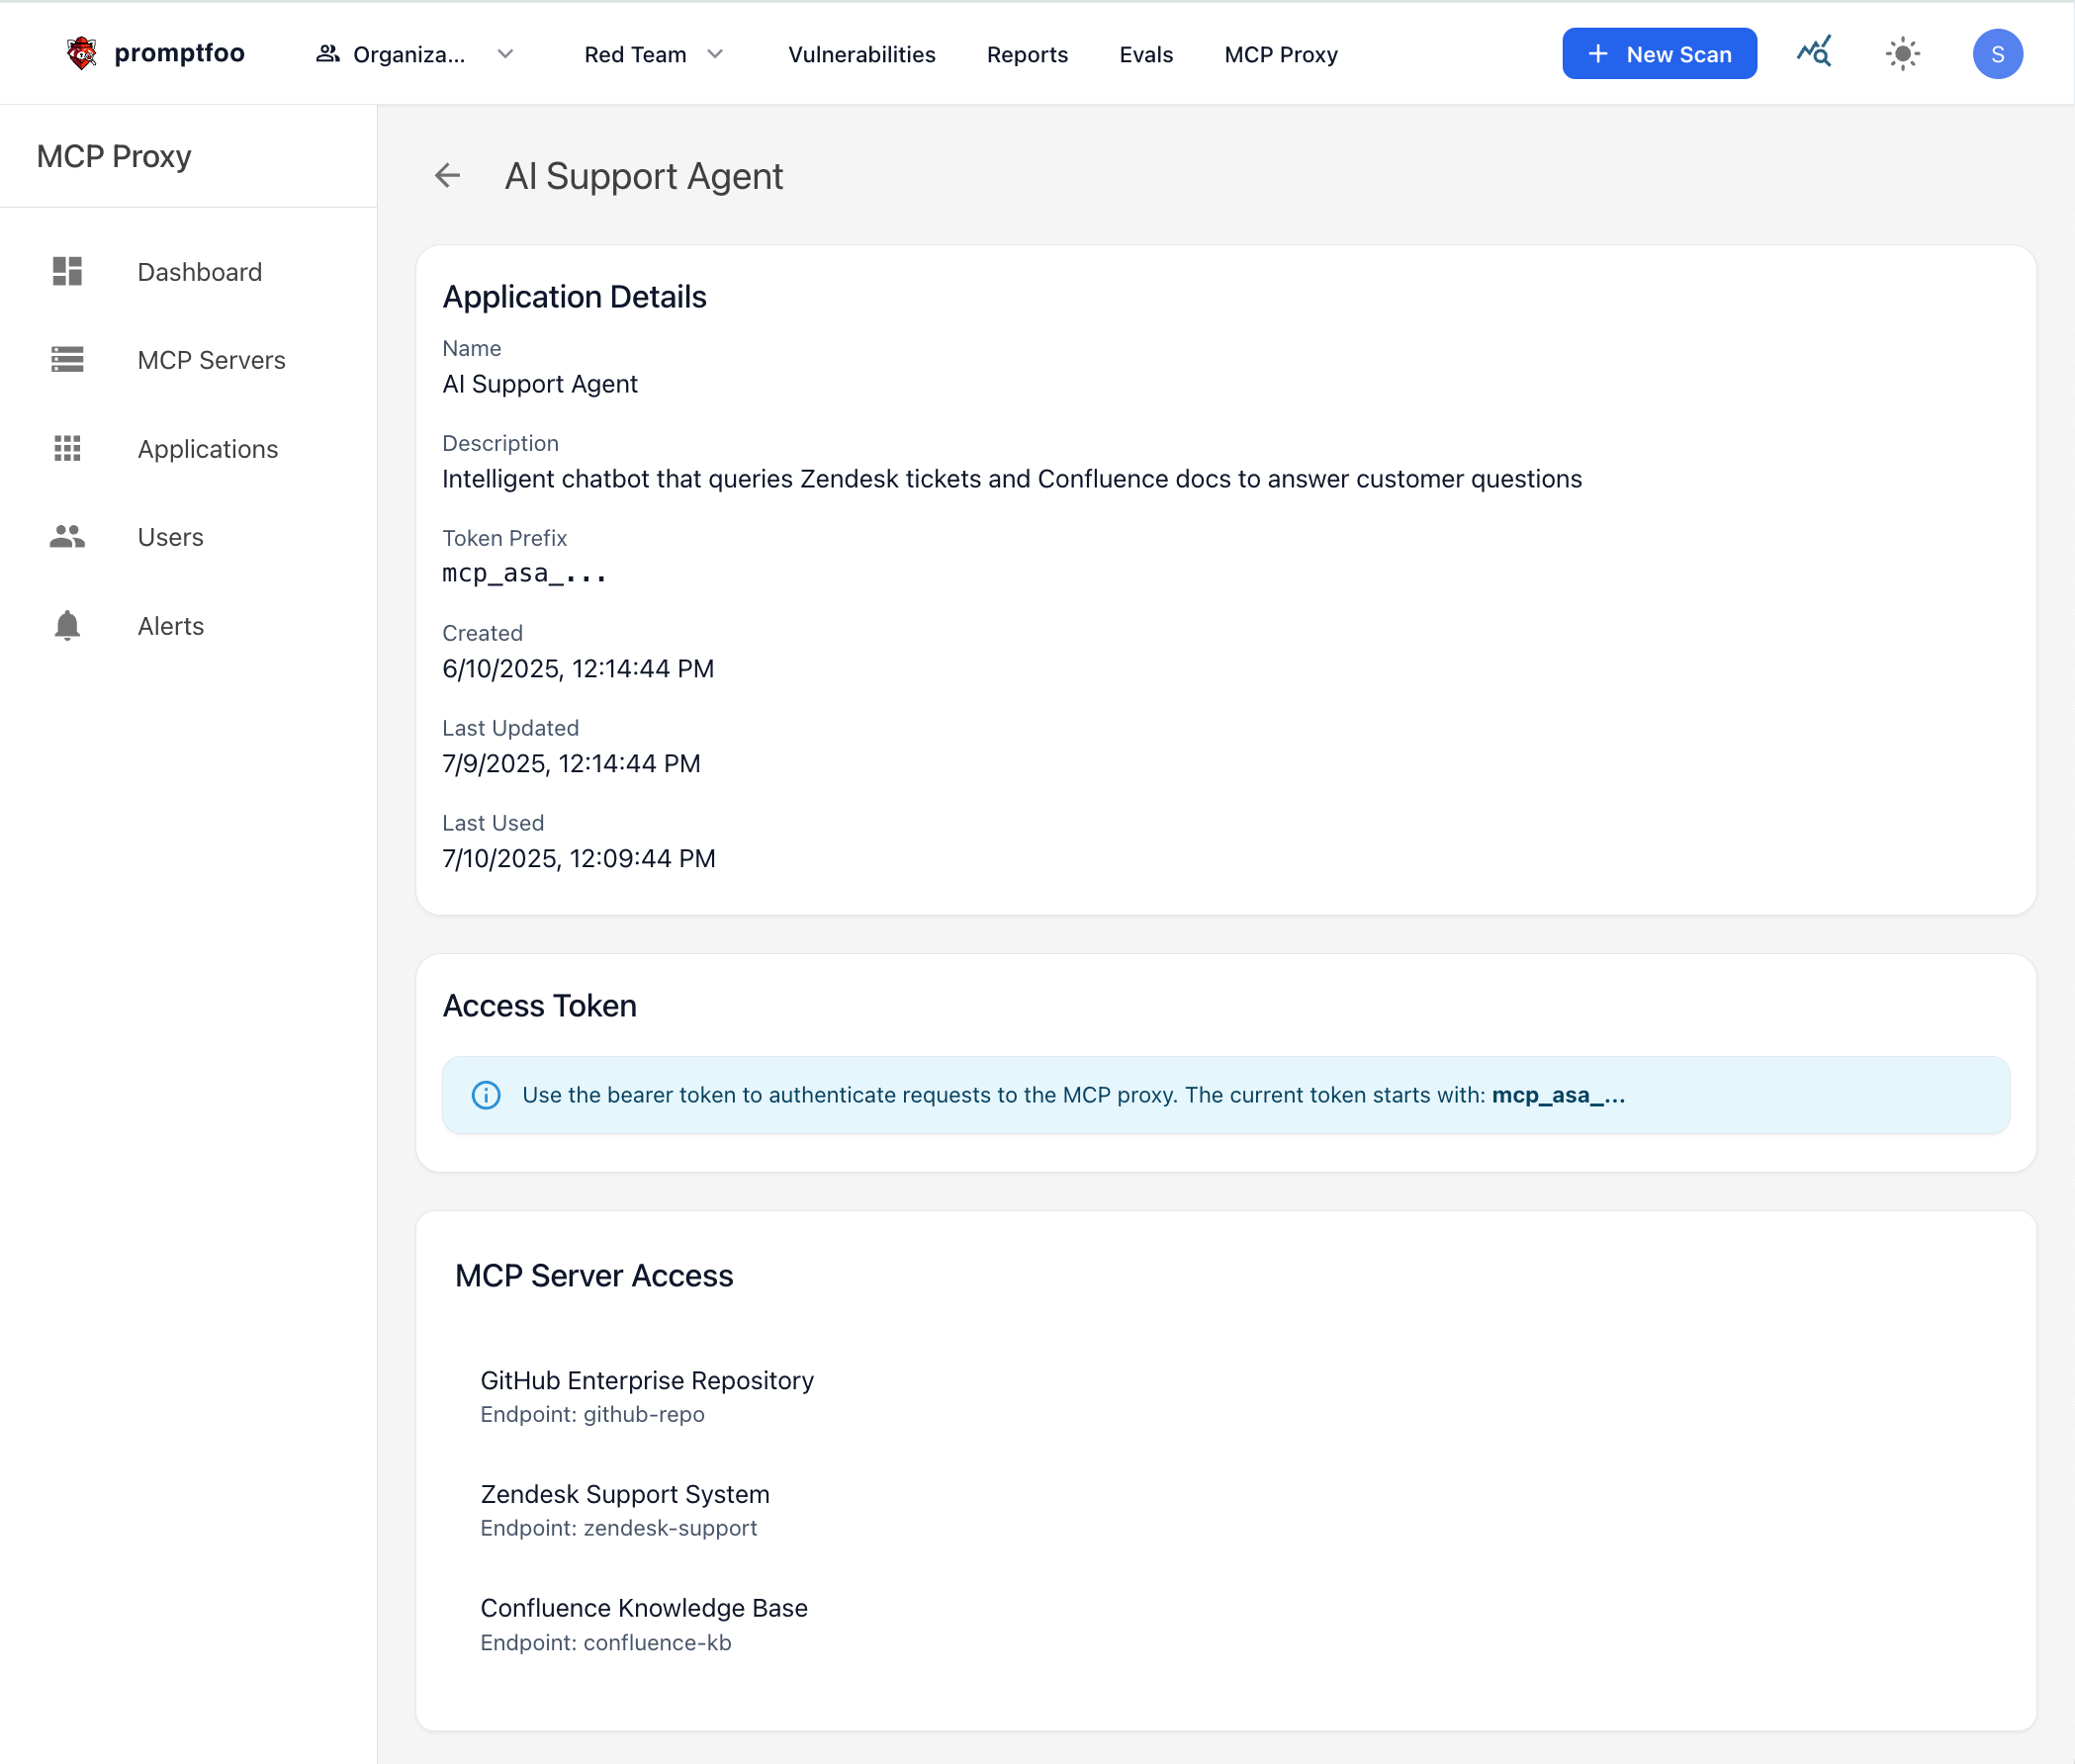 promptfoo
Organiza...
Red Team
Vulnerabilities
Reports
Evals
MCP Proxy
New Scan
S
MCP Proxy
Dashboard
MCP Servers
Applications
Users
Alerts
AI Support Agent
Application Details
Name
AI Support Agent
Description
Intelligent chatbot that queries Zendesk tickets and Confluence docs to answer customer questions
Token Prefix
mcp_asa_...
Created
6/10/2025, 12:14:44 PM
Last Updated
7/9/2025, 12:14:44 PM
Last Used
7/10/2025, 12:09:44 PM
Access Token
Use the bearer token to authenticate requests to the MCP proxy. The current token starts with: mcp_asa_...
MCP Server Access
GitHub Enterprise Repository
Endpoint: github-repo
Zendesk Support System
Endpoint: zendesk-support
Confluence Knowledge Base
Endpoint: confluence-kb